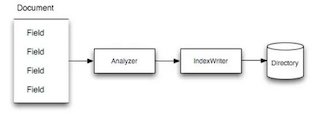 Document
Field
Field
Field
Field
Analyzer
IndexWriter
Directory